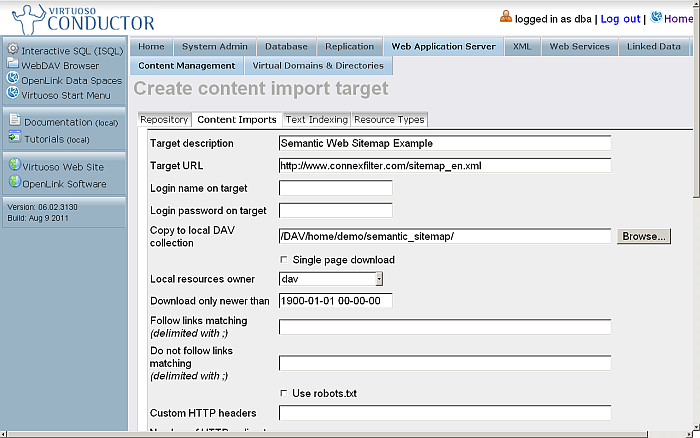 VIRTUOSO
CONDUCTOR
logged in as dba | Log out | Home
Interactive SQL (ISQL)
WebDAV Browser
OpenLink Data Spaces
Virtuoso Start Menu
Documentation (local)
Tutorials (local)
Virtuoso Web Site
OpenLink Software
Version: 06.02.3130
Build: Aug 9 2011
Home System Admin Database Replication Web Application Server XML Web Services Linked Data
Content Management Virtual Domains & Directories
Create content import target
Repository Content Imports Text Indexing Resource Types
Target description Semantic Web Sitemap Example
Target URL http://www.connexfilter.com/sitemap_en.xml
Login name on target
Login password on target
Copy to local DAV
collection /DAV/home/demo/semantic_sitemap/ Browse...
Single page download
Local resources owner dav
Download only newer than 1900-01-01 00-00-00
Follow links matching
(delimited with ;)
Do not follow links
matching
(delimited with ;)
Use robots.txt
Custom HTTP headers